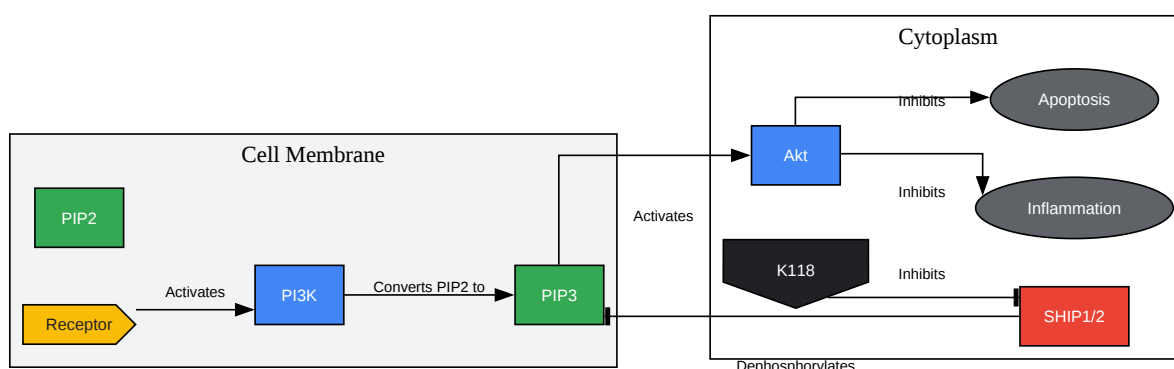 Cytoplasm
Apoptosis
Inhibits
Akt
Cell Membrane
PIP2
Inhibits
Inflammation
Activates
K118
Inhibits
Activates
PI3K
Converts PIP2 to
PIP3
Receptor
SHIP1/2
Dephosphorylates